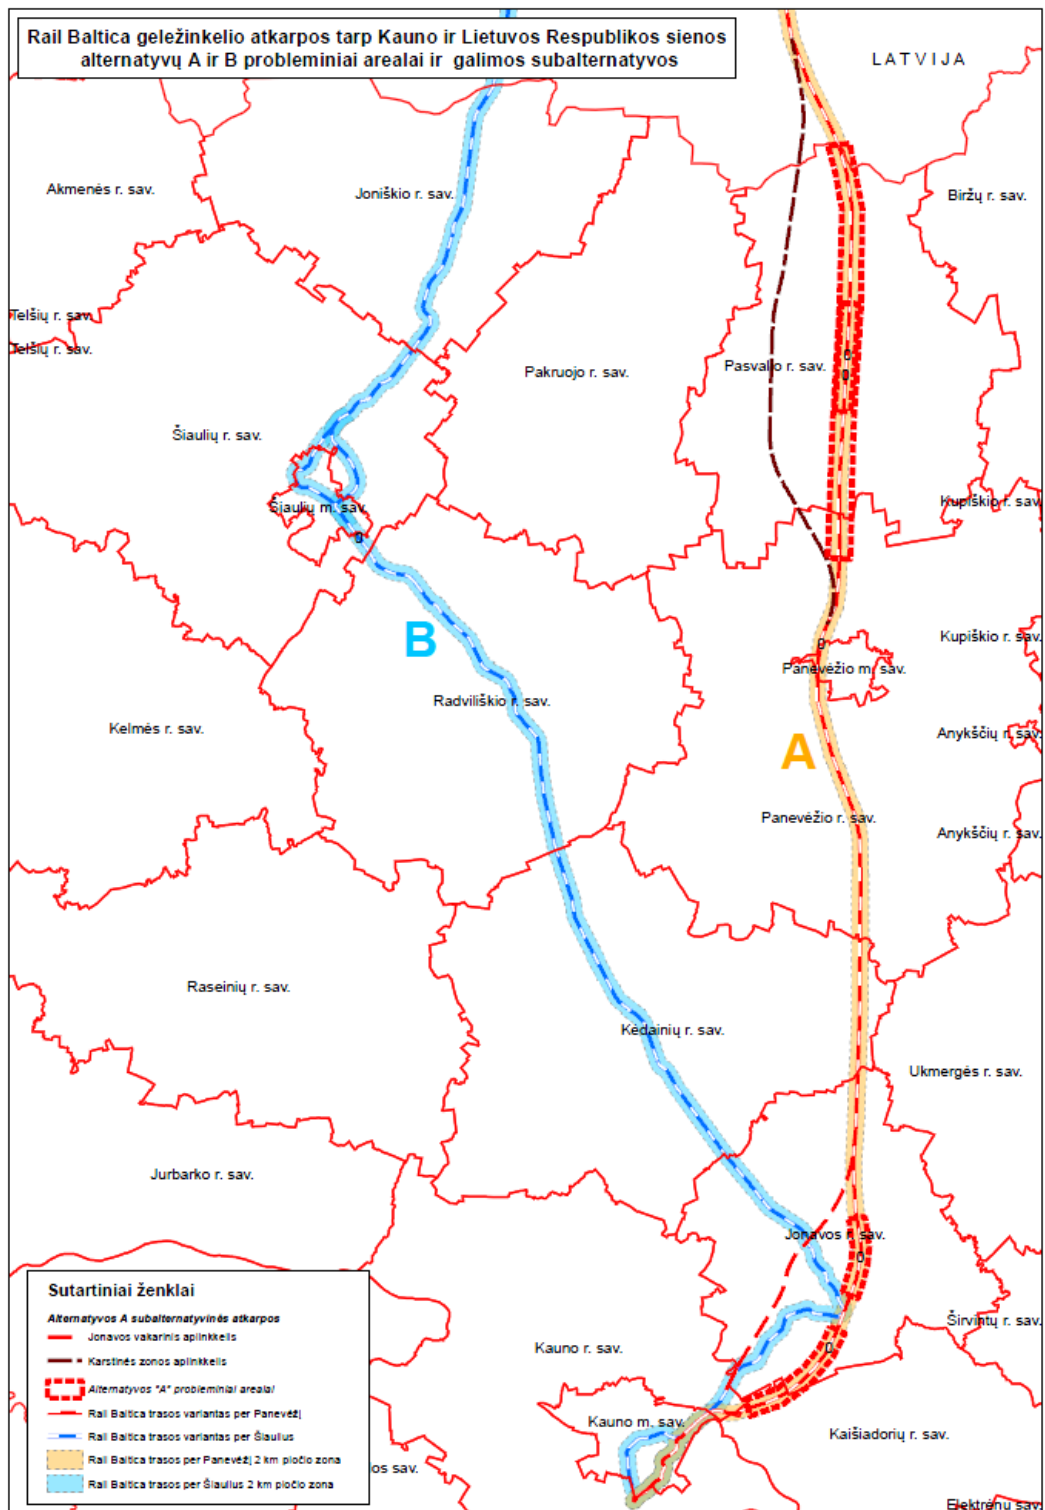 Rail Baltica geležinkelio atkarpos tarp Kauno ir Lietuvos Respublikos sienos
alternatyvų A ir B probleminiai arealai ir galimos subalternatyvos
LATVIJA
Akmenės r. sav.
Joniškio r. sav.
Biržų r. sav.
Telšių r. sav.
Telšių r. sav.
Pakruojo r. sav.
Pasvalio r. sav.
Šiaulių r. sav.
Šiaulių m. sav.
Kupiškio r. sav.
B
Kupiškio r. sav.
Panevėžio m. sav.
Radviliškio r. sav.
Kelmės r. sav.
Anykščių r. sav.
A
Panevėžio r. sav.
Anykščių r. sav.
Raseinių r. sav.
Kėdainių r. sav.
Ukmergės r. sav.
Jurbarko r. sav.
Jonavos r. sav.
Širvintų r. sav.
Kauno r. sav.
Kauno m. sav.
Kaišiadorių r. sav.
os sav.
Elektrėnų sav.
Sutartiniai ženklai
Alternatyvos A subalternatyvinės atkarpos
Jonavos vakarinis aplinkkelis
Karstinės zonos aplinkkelis
Alternatyvos "A" probleminiai arealai
Rail Baltica trasos variantas per Panevėžį
Rail Baltica trasos variantas per Šiaulius
Rail Baltica trasos per Panevėžį 2 km pločio zona
Rail Baltica trasos per Šiaulius 2 km pločio zona